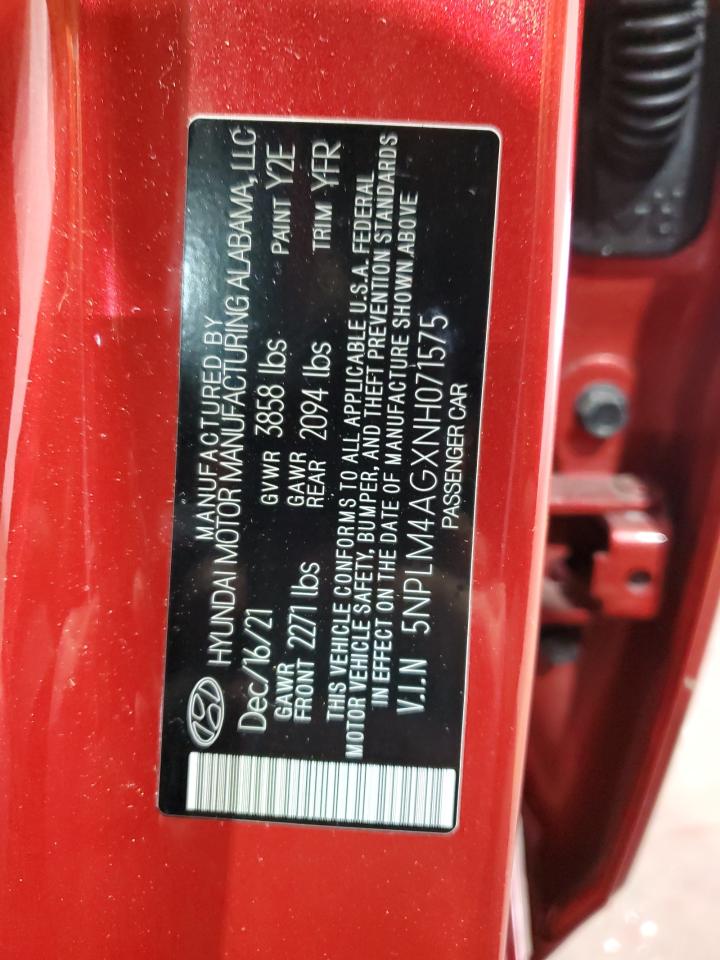 MANUFACTURED BY
HYUNDAI MOTOR MANUFACTURING ALABAMA, LLC
Dec/16/21 GVWR 3858 lbs PAINT Y2E
GAWR FRONT 2271 lbs GAWR REAR 2094 lbs TRIM YFR
THIS VEHICLE CONFORMS TO ALL APPLICABLE U.S.A. FEDERAL
MOTOR VEHICLE SAFETY, BUMPER, AND THEFT PREVENTION STANDARDS
IN EFFECT ON THE DATE OF MANUFACTURE SHOWN ABOVE
V.I.N 5NPLM4AGXNH071575
PASSENGER CAR